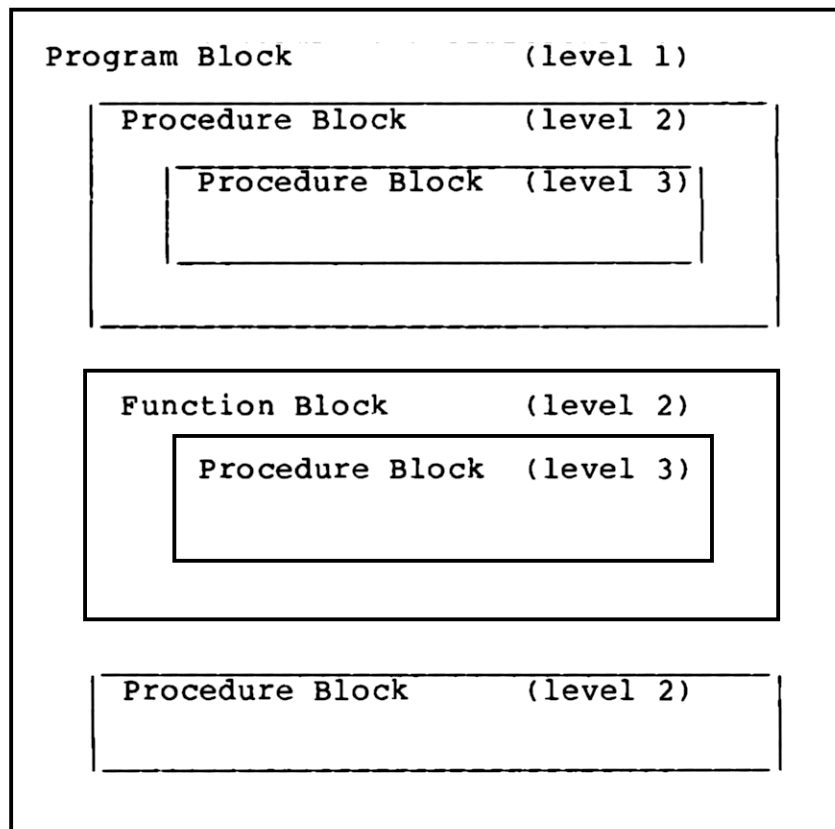 Program Block (level 1)
Procedure Block (level 2)
Procedure Block (level 3)
Function Block (level 2)
Procedure Block (level 3)
Procedure Block (level 2)